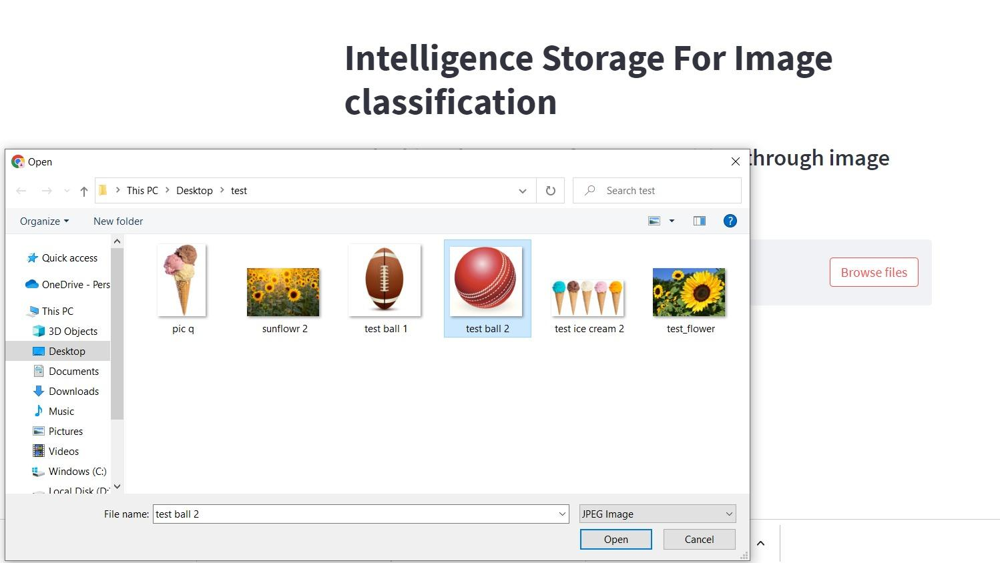 Intelligence Storage For Image
classification
through image
Browse files
Open
This PC
Desktop
test
Search test
Organize
New folder
?
Quick access
OneDrive - Pers
This PC
3D Objects
Desktop
Documents
Downloads
Music
Pictures
Videos
Windows (C:)
Local Disk (D:
pic q
sunflowr 2
test ball 1
test ball 2
test ice cream 2
test_flower
File name:
test ball 2
JPEG Image
Open
Cancel